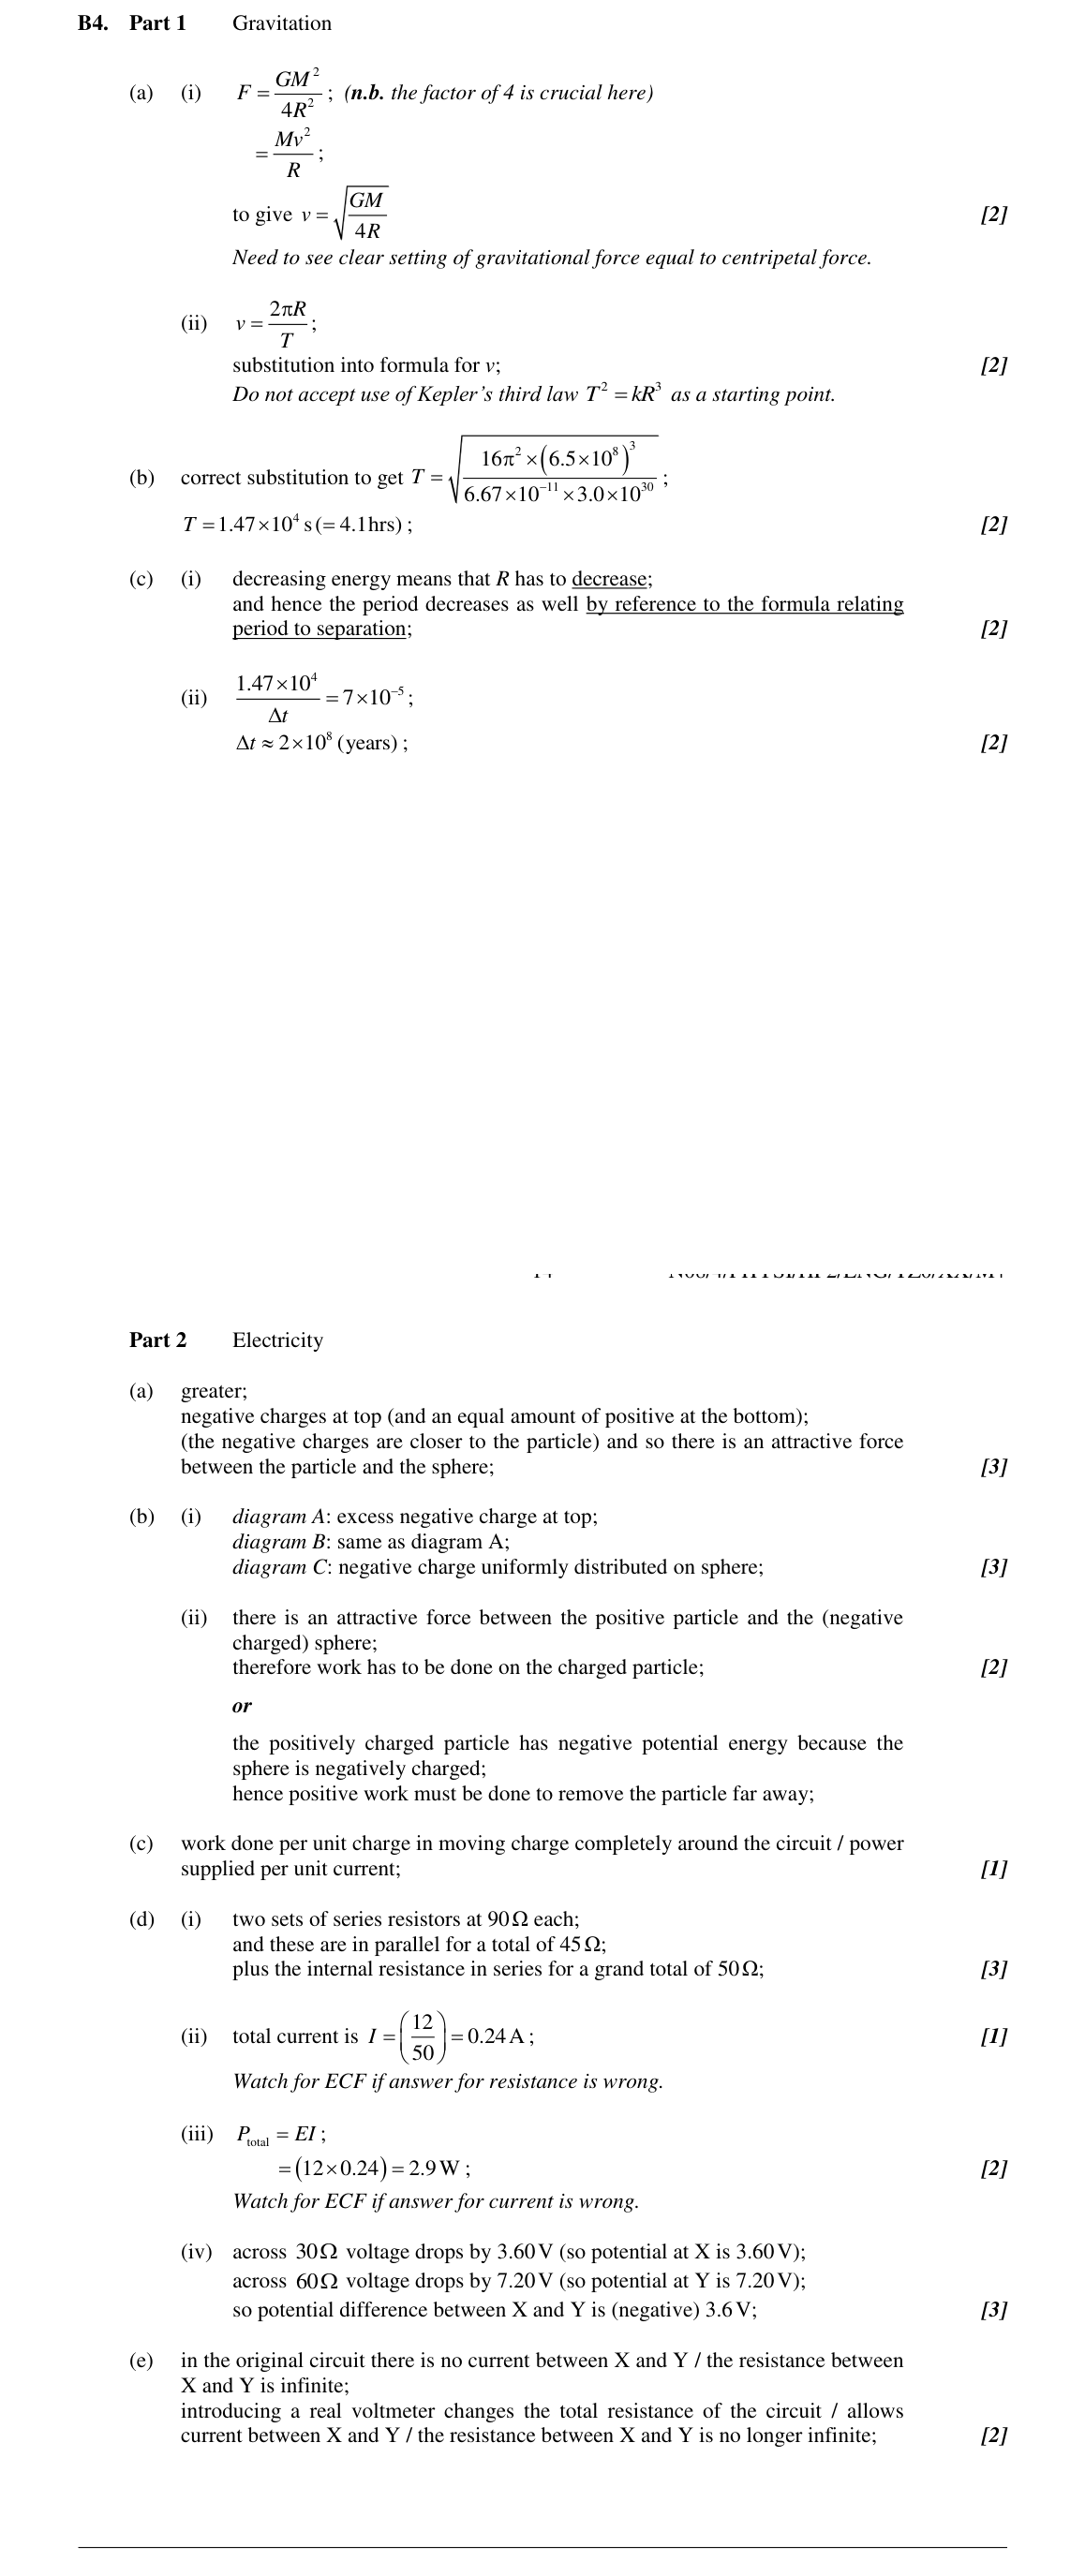 B4. Part 1 Gravitation
(a) (i) F = GM²/4R² ; (n.b. the factor of 4 is crucial here)
= Mv²/R ;
to give v = √(GM/4R) [2]
Need to see clear setting of gravitational force equal to centripetal force.
(ii) v = 2πR/T ;
substitution into formula for v; [2]
Do not accept use of Kepler's third law T² = kR³ as a starting point.
(b) correct substitution to get T = √(16π² × (6.5×10⁸)³ / 6.67×10⁻¹¹ × 3.0×10³⁰) ;
T = 1.47×10⁴ s (= 4.1hrs) ; [2]
(c) (i) decreasing energy means that R has to decrease;
and hence the period decreases as well by reference to the formula relating
period to separation; [2]
(ii) 1.47×10⁴/Δt = 7×10⁻⁵ ;
Δt ≈ 2×10⁸ (years) ; [2]
Part 2 Electricity
(a) greater;
negative charges at top (and an equal amount of positive at the bottom);
(the negative charges are closer to the particle) and so there is an attractive force
between the particle and the sphere; [3]
(b) (i) diagram A: excess negative charge at top;
diagram B: same as diagram A;
diagram C: negative charge uniformly distributed on sphere; [3]
(ii) there is an attractive force between the positive particle and the (negative
charged) sphere;
therefore work has to be done on the charged particle; [2]
or
the positively charged particle has negative potential energy because the
sphere is negatively charged;
hence positive work must be done to remove the particle far away;
(c) work done per unit charge in moving charge completely around the circuit / power
supplied per unit current; [1]
(d) (i) two sets of series resistors at 90Ω each;
and these are in parallel for a total of 45Ω;
plus the internal resistance in series for a grand total of 50Ω; [3]
(ii) total current is I = (12/50) = 0.24 A ; [1]
Watch for ECF if answer for resistance is wrong.
(iii) P_total = EI ;
= (12×0.24) = 2.9 W ; [2]
Watch for ECF if answer for current is wrong.
(iv) across 30Ω voltage drops by 3.60V (so potential at X is 3.60V);
across 60Ω voltage drops by 7.20V (so potential at Y is 7.20V);
so potential difference between X and Y is (negative) 3.6V; [3]
(e) in the original circuit there is no current between X and Y / the resistance between
X and Y is infinite;
introducing a real voltmeter changes the total resistance of the circuit / allows
current between X and Y / the resistance between X and Y is no longer infinite; [2]